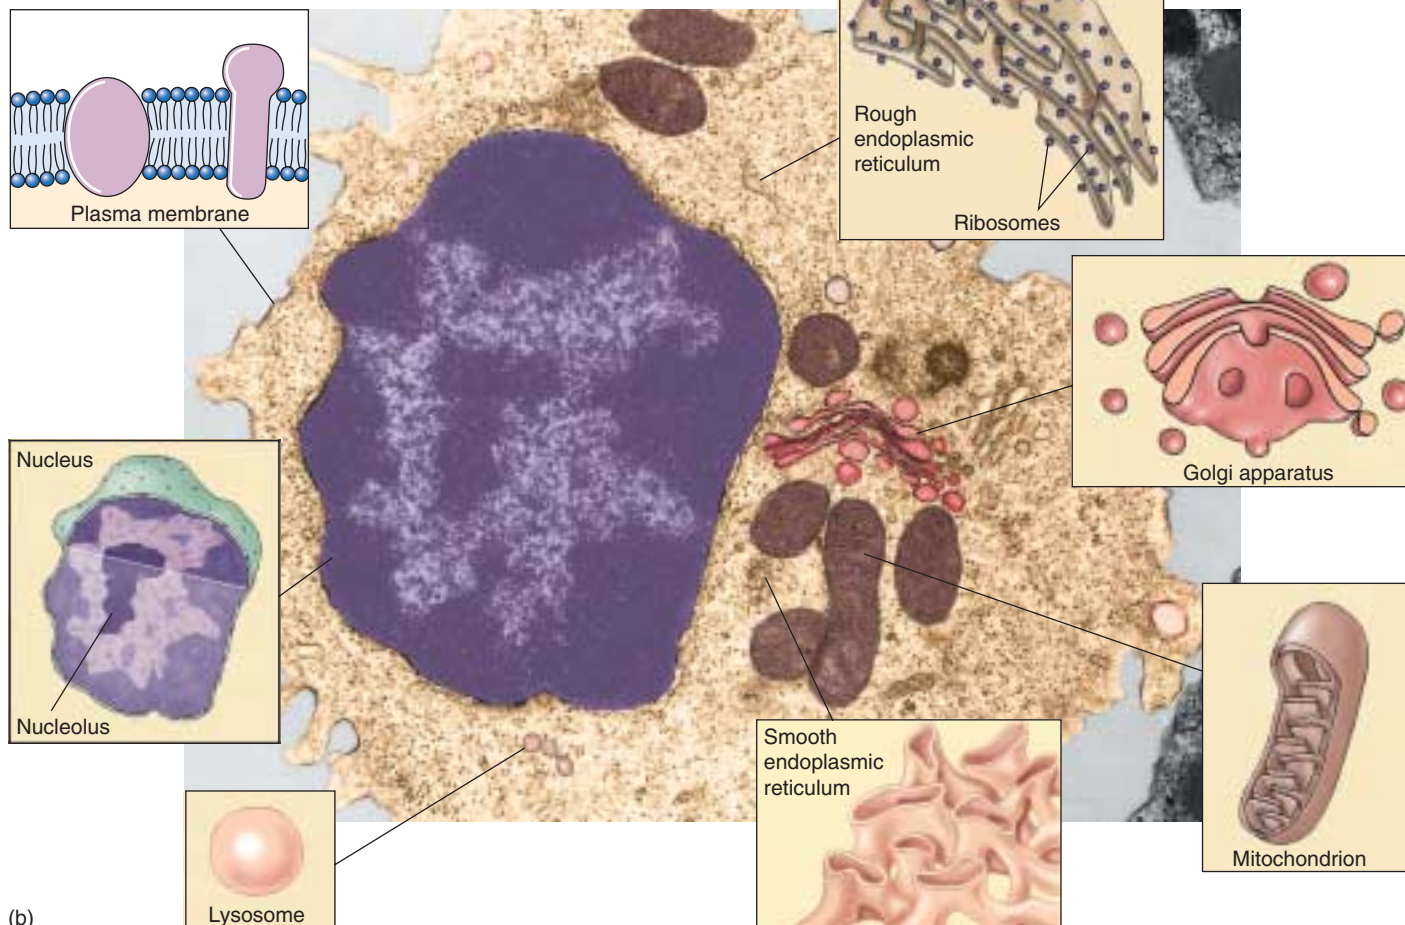 Plasma membrane
Rough
endoplasmic
reticulum
Ribosomes
Golgi apparatus
Nucleus
Nucleolus
Smooth
endoplasmic
reticulum
Mitochondrion
Lysosome
(b)